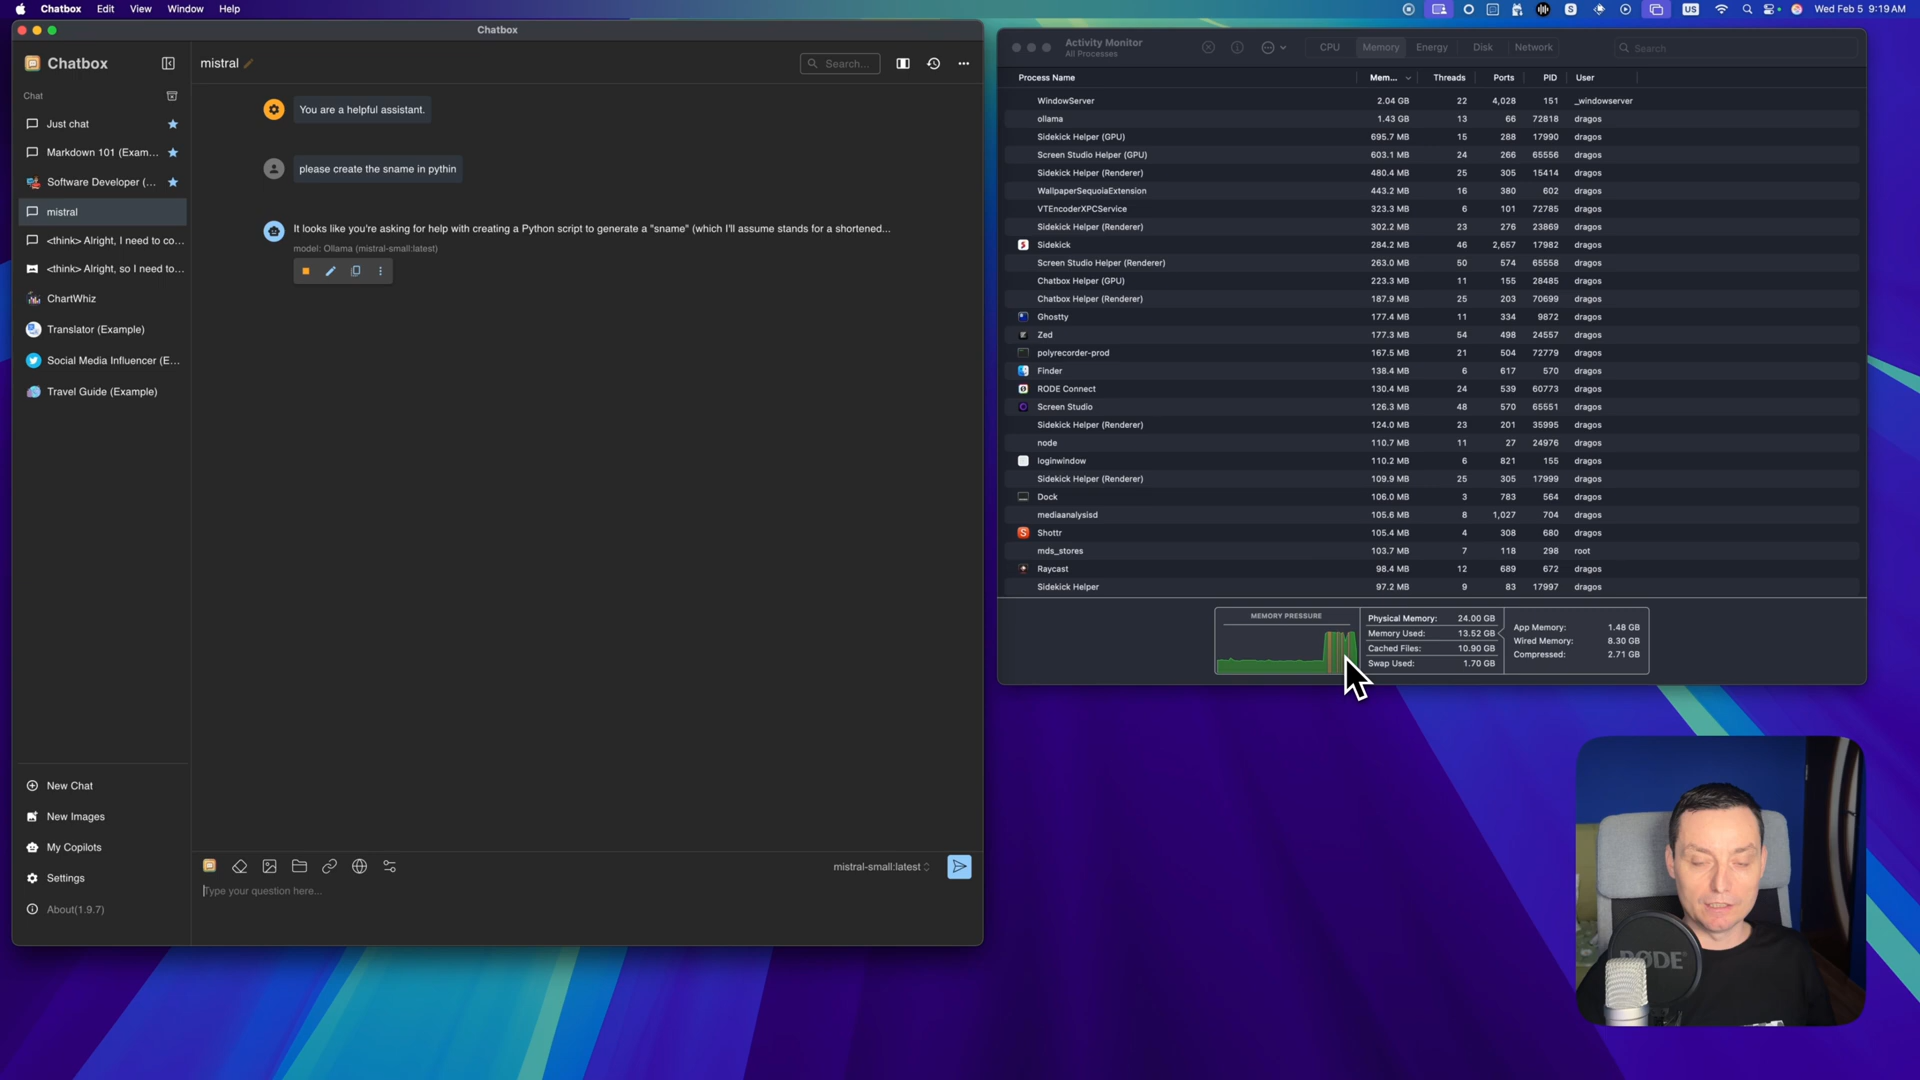 Chatbox Edit View Window Help
US Wed Feb 5 9:19 AM
Chatbox
Chatbox
Chat
Just chat
Markdown 101 (Exam...
Software Developer (...
mistral
<think> Alright, I need to co...
<think> Alright, so I need to...
ChartWhiz
Translator (Example)
Social Media Influencer (E...
Travel Guide (Example)
New Chat
New Images
My Copilots
Settings
About(1.9.7)
mistral
Search...
You are a helpful assistant.
please create the sname in pythin
It looks like you're asking for help with creating a Python script to generate a "sname" (which I'll assume stands for a shortened...
model: Ollama (mistral-small:latest)
mistral-small:latest
Type your question here...
Activity Monitor
All Processes
CPU Memory Energy Disk Network
Search
Process Name Mem... Threads Ports PID User
WindowServer 2.04 GB 22 4,028 151 _windowserver
ollama 1.43 GB 13 66 72818 dragos
Sidekick Helper (GPU) 695.7 MB 15 288 17990 dragos
Screen Studio Helper (GPU) 603.1 MB 24 266 65556 dragos
Sidekick Helper (Renderer) 480.4 MB 25 305 15414 dragos
WallpaperSequoiaExtension 443.2 MB 16 380 602 dragos
VTEncoderXPCService 323.3 MB 6 101 72785 dragos
Sidekick Helper (Renderer) 302.2 MB 23 276 23869 dragos
Sidekick 284.2 MB 46 2,657 17982 dragos
Screen Studio Helper (Renderer) 263.0 MB 50 574 65558 dragos
Chatbox Helper (GPU) 223.3 MB 11 155 28485 dragos
Chatbox Helper (Renderer) 187.9 MB 25 203 70699 dragos
Ghostty 177.4 MB 11 334 9872 dragos
Zed 177.3 MB 54 498 24557 dragos
polyrecorder-prod 167.5 MB 21 504 72779 dragos
Finder 138.4 MB 6 617 570 dragos
RODE Connect 130.4 MB 24 539 60773 dragos
Screen Studio 126.3 MB 48 570 65551 dragos
Sidekick Helper (Renderer) 124.0 MB 23 201 35995 dragos
node 110.7 MB 11 27 24976 dragos
loginwindow 110.2 MB 6 821 155 dragos
Sidekick Helper (Renderer) 109.9 MB 25 305 17999 dragos
Dock 106.0 MB 3 783 564 dragos
mediaanalysisd 105.6 MB 8 1,027 704 dragos
Shottr 105.4 MB 4 308 680 dragos
mds_stores 103.7 MB 7 118 298 root
Raycast 98.4 MB 12 689 672 dragos
Sidekick Helper 97.2 MB 9 83 17997 dragos
MEMORY PRESSURE
Physical Memory: 24.00 GB
Memory Used: 13.52 GB
Cached Files: 10.90 GB
Swap Used: 1.70 GB
App Memory: 1.48 GB
Wired Memory: 8.30 GB
Compressed: 2.71 GB
RØDE